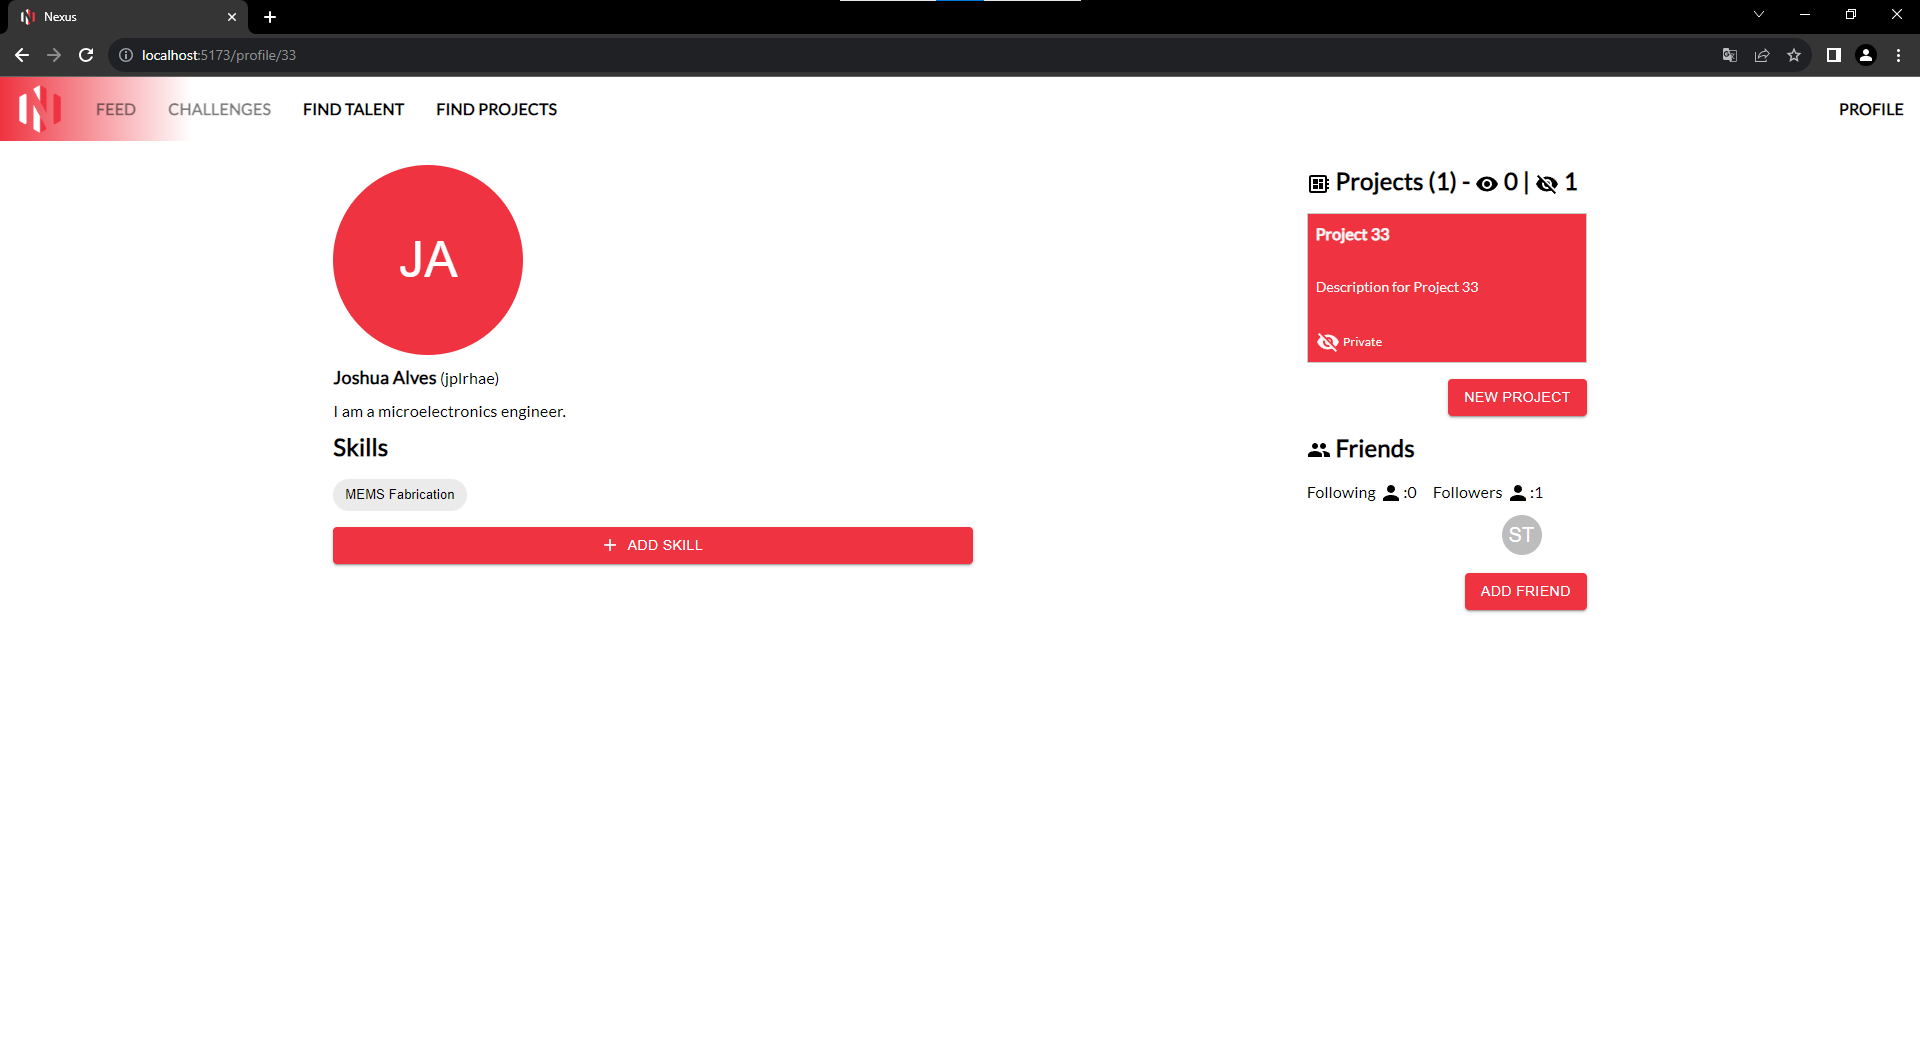 Nexus
localhost:5173/profile/33
FEED CHALLENGES FIND TALENT FIND PROJECTS PROFILE
JA
Joshua Alves (jplrhae)
I am a microelectronics engineer.
Skills
MEMS Fabrication
+ ADD SKILL
Projects (1) - 0 | 1
Project 33
Description for Project 33
Private
NEW PROJECT
Friends
Following :0 Followers :1
ST
ADD FRIEND